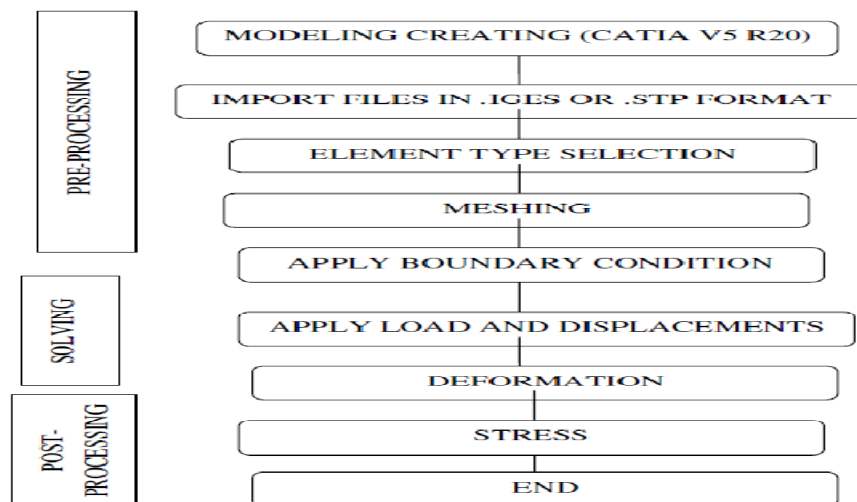 PRE-PROCESSING
MODELING CREATING (CATIA V5 R20)
IMPORT FILES IN .IGES OR .STP FORMAT
ELEMENT TYPE SELECTION
MESHING
APPLY BOUNDARY CONDITION
SOLVING
APPLY LOAD AND DISPLACEMENTS
DEFORMATION
POST-
PROCESSING
STRESS
END